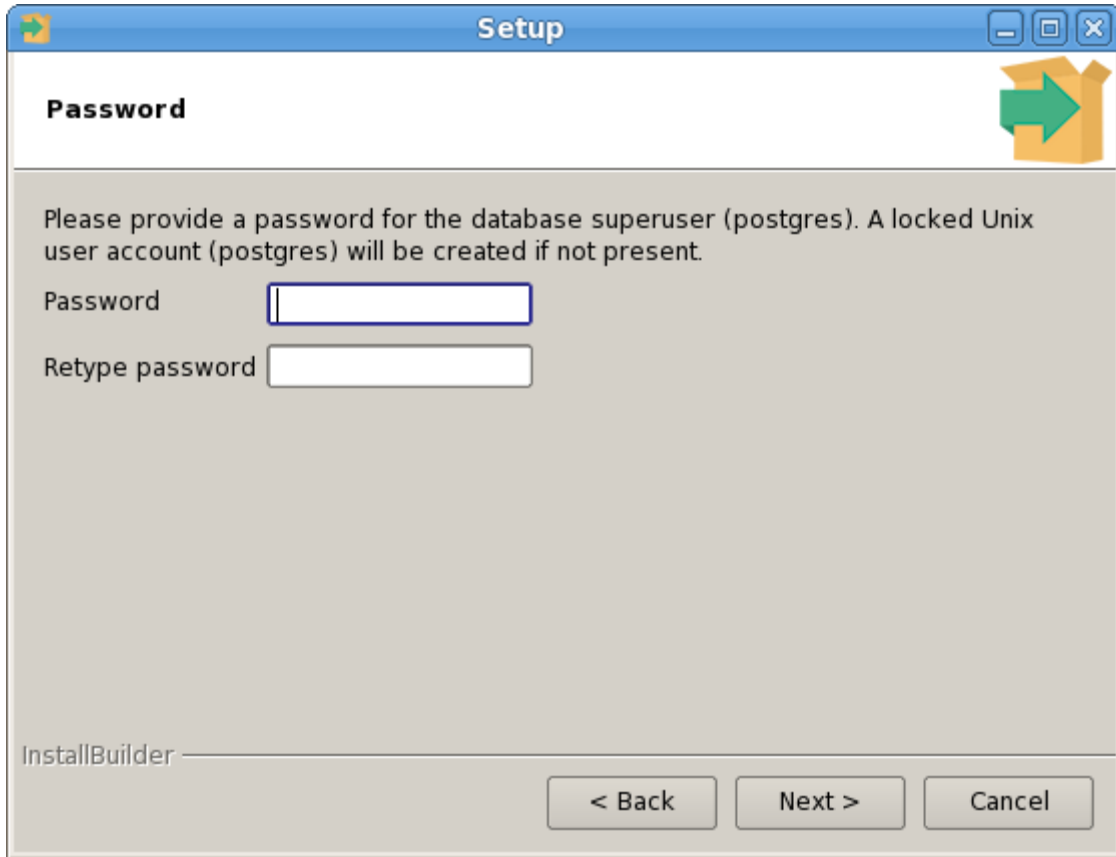 Setup
Password
Please provide a password for the database superuser (postgres). A locked Unix
user account (postgres) will be created if not present.
Password
Retype password
InstallBuilder
< Back
Next >
Cancel